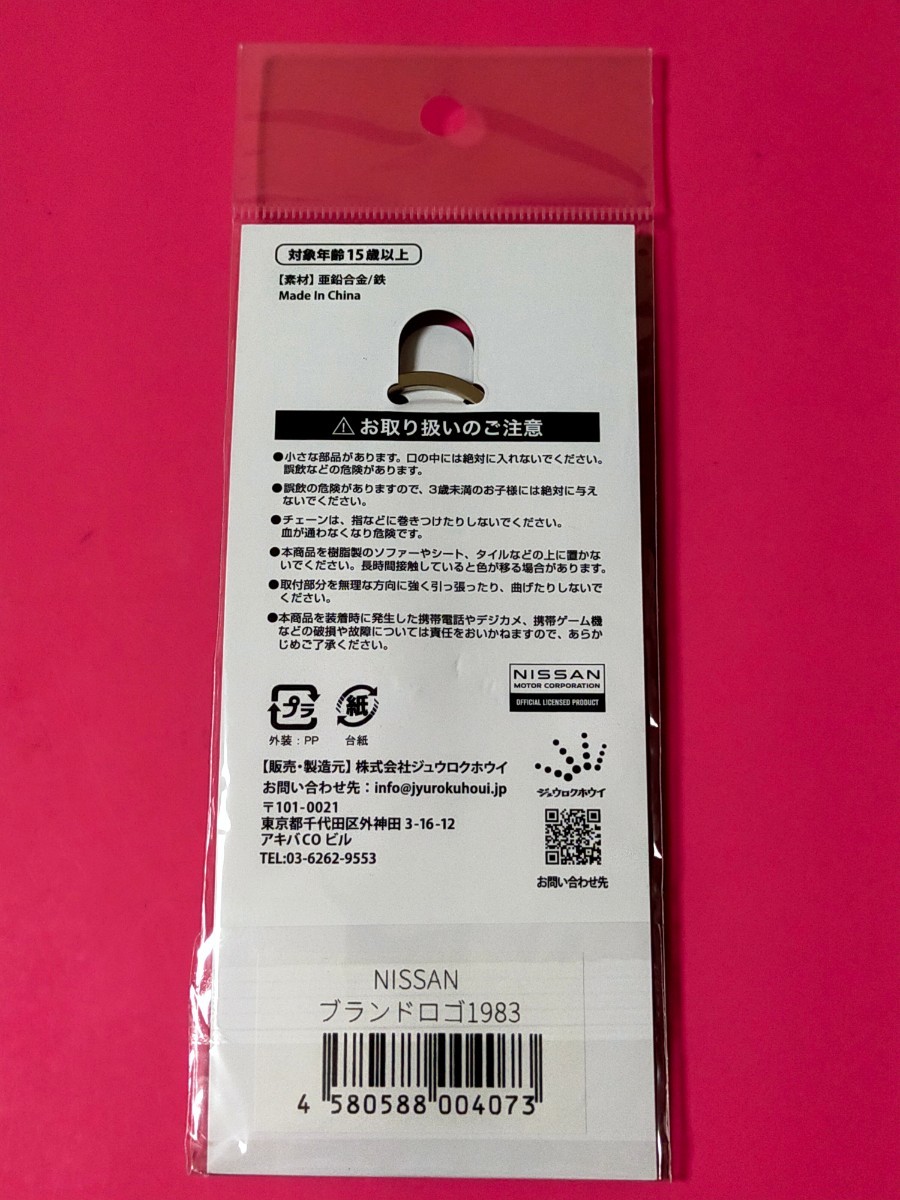 対象年齢15歳以上
【素材】亜鉛合金/鉄
Made In China
お取り扱いのご注意
●小さな部品があります。口の中には絶対に入れないでください。
誤飲などの危険があります。
●誤飲の危険がありますので、3歳未満のお子様には絶対に与え
ないでください。
●チェーンは、指などに巻きつけたりしないでください。
血が通わなくなり危険です。
●本商品を樹脂製のソファーやシート、タイルなどの上に置かな
いでください。長時間接触していると色が移る場合があります。
●取付部分を無理な方向に強く引っ張ったり、曲げたりしないで
ください。
●本商品を装着時に発生した携帯電話やデジカメ、携帯ゲーム機
などの破損や故障については責任をおいかねますので、あらか
じめご了承ください。
NISSAN
MOTOR CORPORATION
OFFICIAL LICENSED PRODUCT
プラ
紙
外装：PP
台紙
【販売・製造元】株式会社ジュウロクホウイ
お問い合わせ先：info@jyurokuhoui.jp
〒101-0021
東京都千代田区外神田 3-16-12
アキバCO ビル
TEL:03-6262-9553
ジュウロクホウイ
お問い合わせ先
NISSAN
ブランドロゴ1983
4 580588 004073